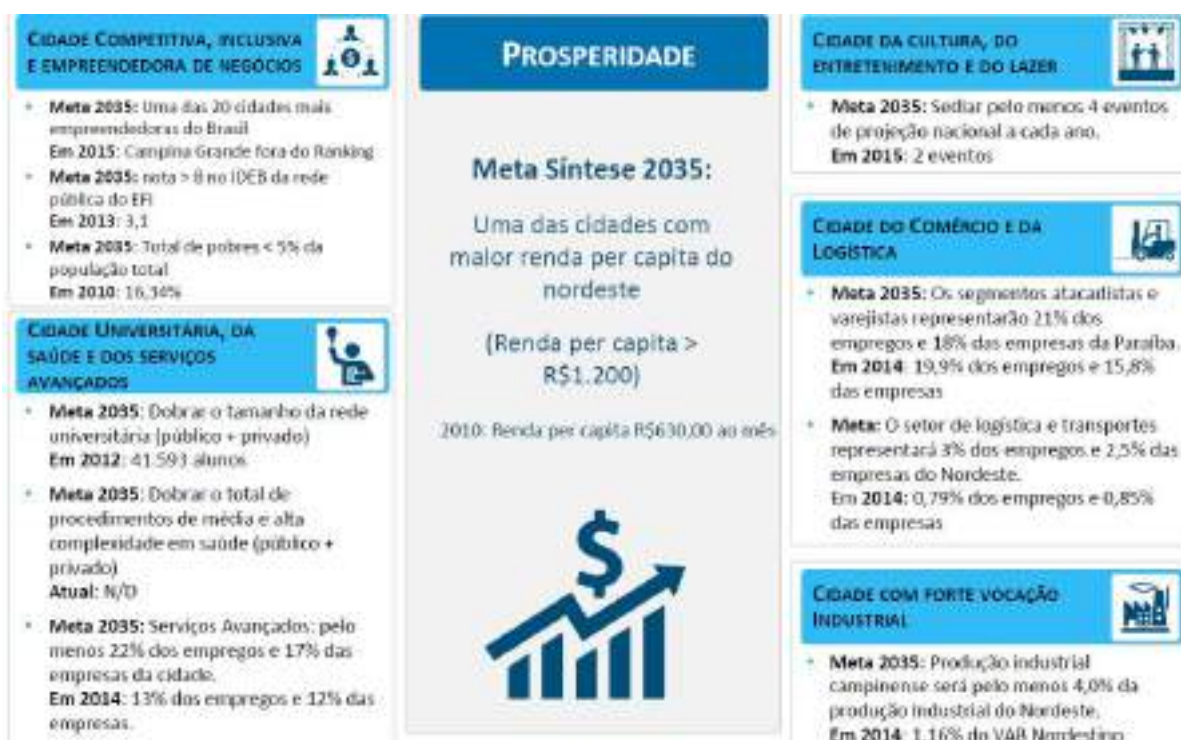 CIDADE COMPETITIVA, INCLUSIVA
E EMPREENDEDORA DE NEGÓCIOS
Meta 2035: Uma das 20 cidades mais
empreendedoras do Brasil
Em 2015: Campina Grande fora do Ranking
Meta 2035: nota > 8 no IDEB da rede
pública do EFI
Em 2013: 3,1
Meta 2035: Total de pobres < 5% da
população total
Em 2010: 16,34%
CIDADE UNIVERSITÁRIA, DA
SAÚDE E DOS SERVIÇOS
AVANÇADOS
Meta 2035: Dobrar o tamanho da rede
universitária (público + privado)
Em 2012: 41.593 alunos
Meta 2035: Dobrar o total de
procedimentos de média e alta
complexidade em saúde (público +
privado)
Atual: N/D
Meta 2035: Serviços Avançados: pelo
menos 22% dos empregos e 17% das
empresas da cidade.
Em 2014: 13% dos empregos e 12% das
empresas.
PROSPERIDADE
Meta Síntese 2035:
Uma das cidades com
maior renda per capita do
nordeste
(Renda per capita >
R$1.200)
2010: Renda per capita R$630,00 ao mês
CIDADE DA CULTURA, DO
ENTRETENIMENTO E DO LAZER
Meta 2035: Sediar pelo menos 4 eventos
de projeção nacional a cada ano.
Em 2015: 2 eventos
CIDADE DO COMÉRCIO E DA
LOGÍSTICA
Meta 2035: Os segmentos atacadistas e
varejistas representarão 21% dos
empregos e 18% das empresas da Paraíba.
Em 2014: 19,9% dos empregos e 15,8%
das empresas
Meta: O setor de logística e transportes
representará 3% dos empregos e 2,5% das
empresas do Nordeste.
Em 2014: 0,79% dos empregos e 0,85%
das empresas
CIDADE COM FORTE VOCAÇÃO
INDUSTRIAL
Meta 2035: Produção industrial
campinense será pelo menos 4,0% da
produção industrial do Nordeste.
Em 2014: 1,16% do VAB Nordestino